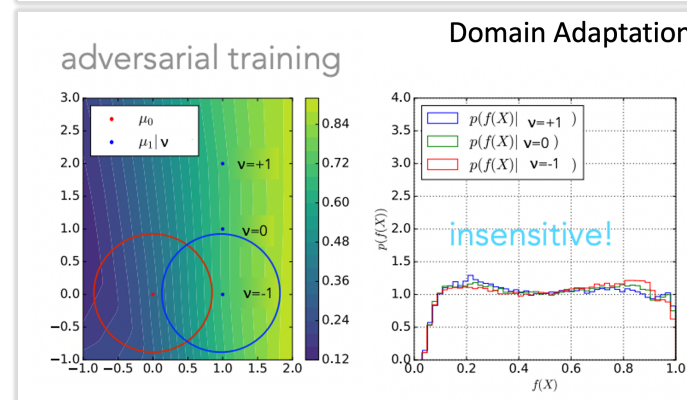 Domain Adaptation
adversarial training
3.0
2.5
2.0
1.5
1.0
0.5
0.0
−0.5
−1.0
−1.0 −0.5 0.0 0.5 1.0 1.5 2.0
μ₀
μ₁|ν
ν=+1
ν=0
ν=-1
0.84
0.72
0.60
0.48
0.36
0.24
0.12
4.0
3.5
3.0
2.5
2.0
1.5
1.0
0.5
0.0
p(f(X))
p(f(X)| ν=+1 )
p(f(X)| ν=0 )
p(f(X)| ν=-1 )
insensitive!
0.0 0.2 0.4 0.6 0.8 1.0
f(X)